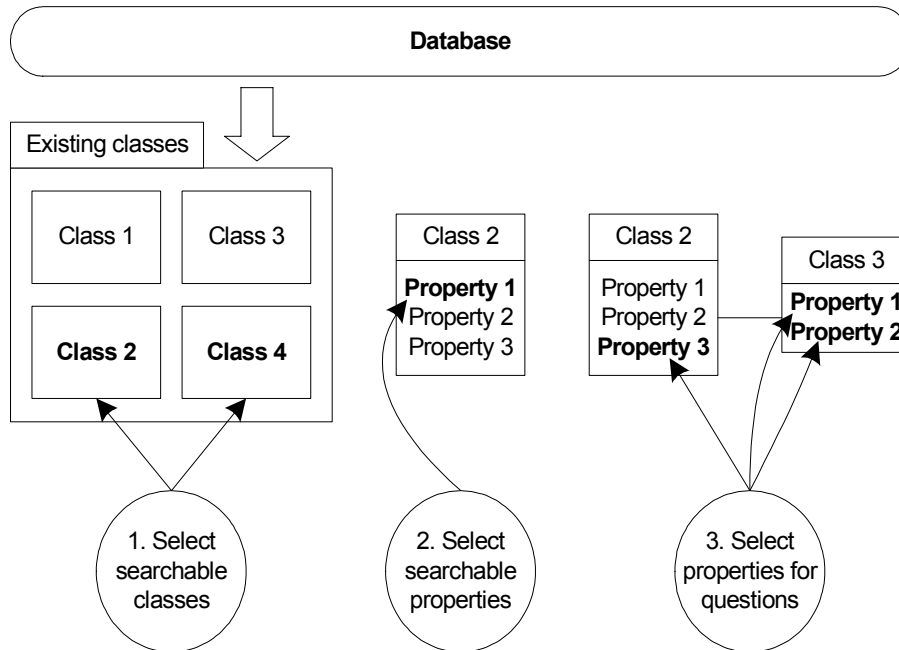 Database
Existing classes
Class 1
Class 3
Class 2
Class 4
Class 2
Property 1
Property 2
Property 3
Class 2
Property 1
Property 2
Property 3
Class 3
Property 1
Property 2
1. Select
searchable
classes
2. Select
searchable
properties
3. Select
properties for
questions